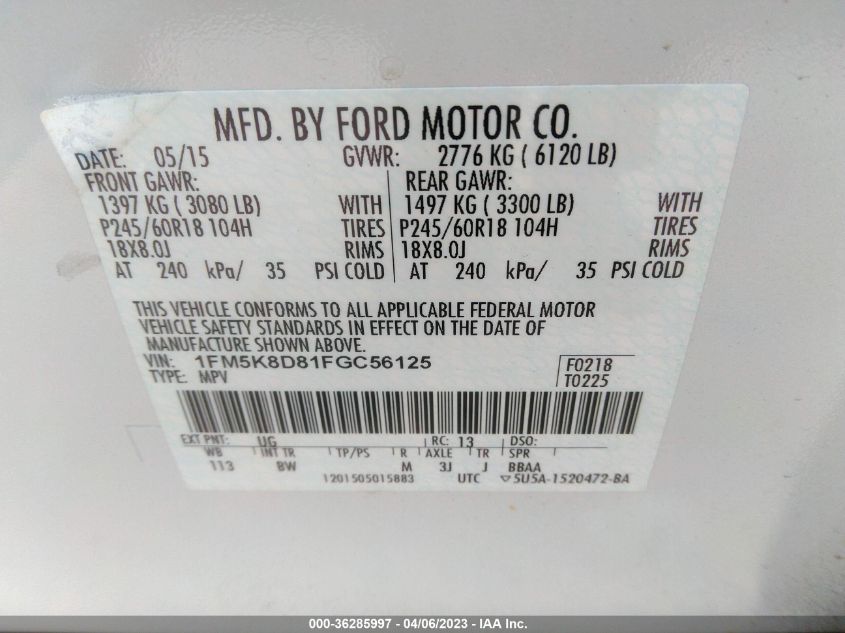 MFD. BY FORD MOTOR CO.
DATE: 05/15 GVWR: 2776 KG ( 6120 LB)
FRONT GAWR: REAR GAWR:
1397 KG ( 3080 LB) WITH 1497 KG ( 3300 LB) WITH
P245/60R18 104H TIRES P245/60R18 104H TIRES
18X8.0J RIMS 18X8.0J RIMS
AT 240 kPa/ 35 PSI COLD AT 240 kPa/ 35 PSI COLD
THIS VEHICLE CONFORMS TO ALL APPLICABLE FEDERAL MOTOR
VEHICLE SAFETY STANDARDS IN EFFECT ON THE DATE OF
MANUFACTURE SHOWN ABOVE.
VIN: 1FM5K8D81FGC56125 F0218
TYPE: MPV T0225
EXT PNT: UG RC: 13 DSO:
WB INT TR TP/PS R AXLE TR SPR
113 BW M 3J J BBAA
1201505015883 UTC ▽5U5A-1520472-BA
000-36285997 - 04/06/2023 - IAA Inc.